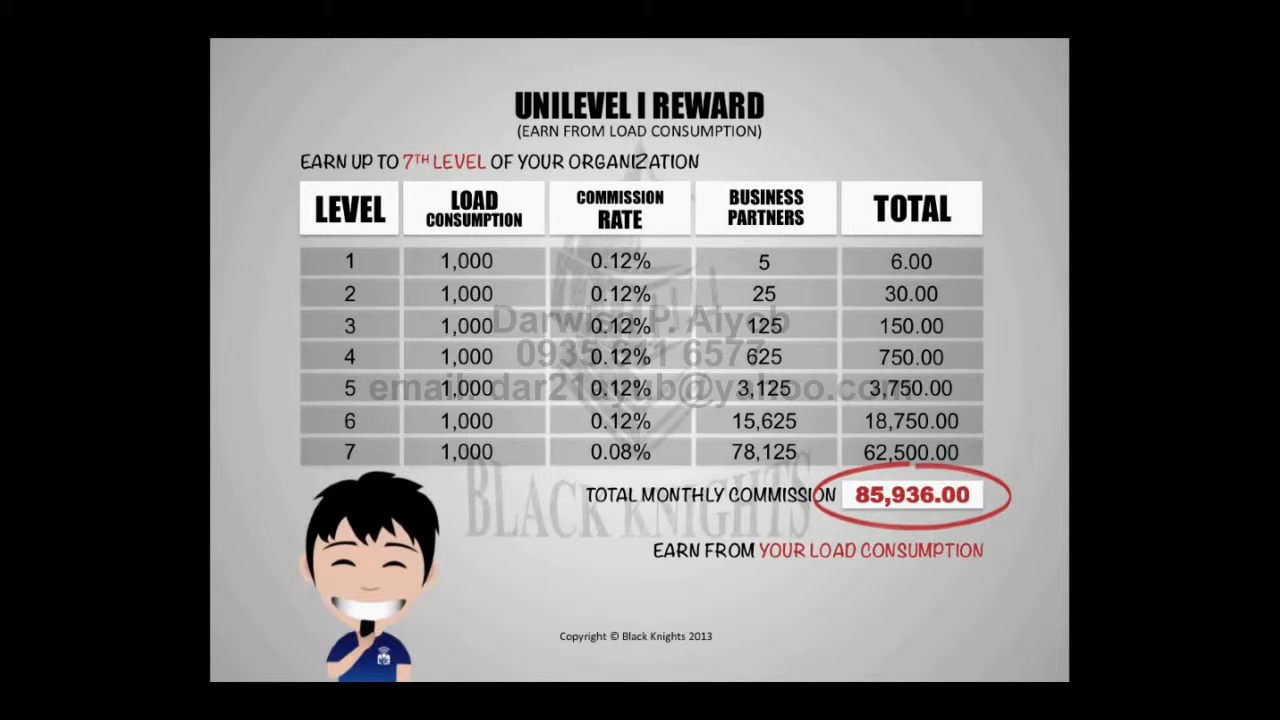 UNILEVEL I REWARD
(EARN FROM LOAD CONSUMPTION)
EARN UP TO 7TH LEVEL OF YOUR ORGANIZATION
LEVEL LOAD CONSUMPTION COMMISSION RATE BUSINESS PARTNERS TOTAL
1 1,000 0.12% 5 6.00
2 1,000 0.12% 25 30.00
3 1,000 0.12% 125 150.00
4 1,000 0.12% 625 750.00
5 1,000 0.12% 3,125 3,750.00
6 1,000 0.12% 15,625 18,750.00
7 1,000 0.08% 78,125 62,500.00
Darwisa P. Aiyob
BLACK KNIGHTS
TOTAL MONTHLY COMMISSION 85,936.00
EARN FROM YOUR LOAD CONSUMPTION
Copyright © Black Knights 2013